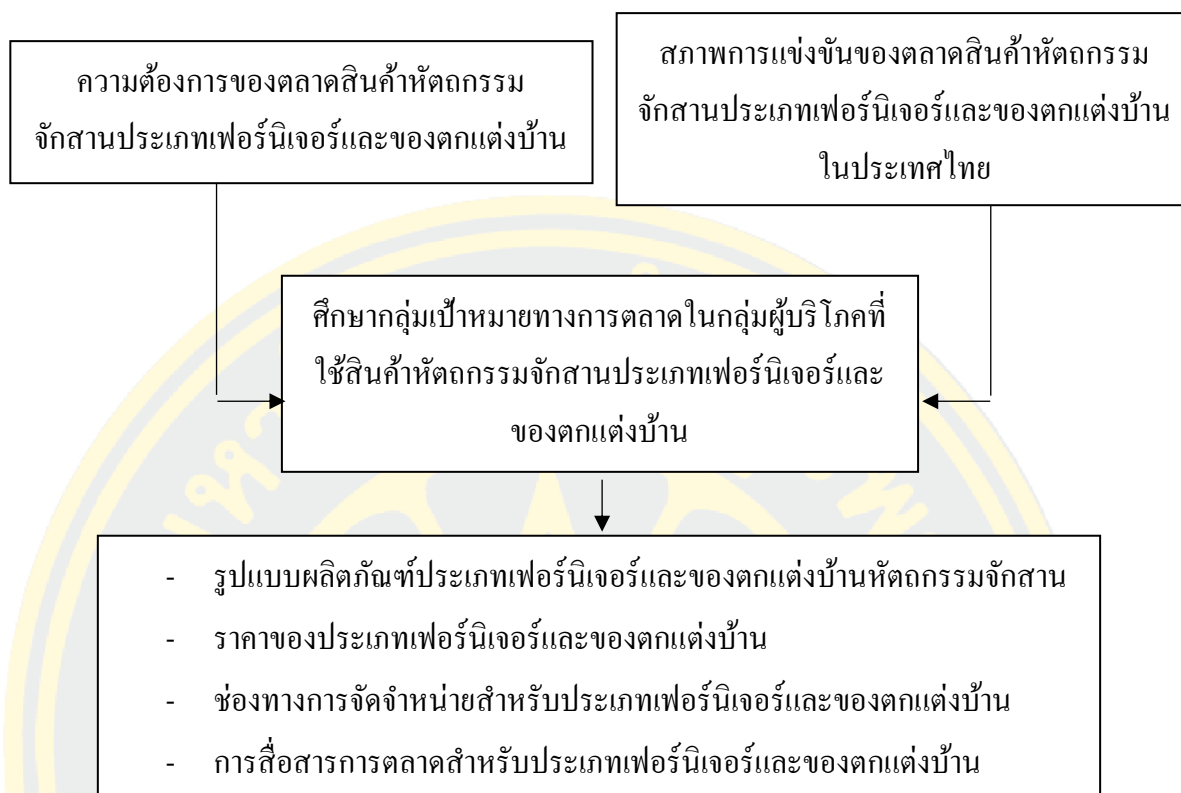 ความต้องการของตลาดสินค้าหัตถกรรม
จักสานประเภทเฟอร์นิเจอร์และของตกแต่งบ้าน
สภาพการแข่งขันของตลาดสินค้าหัตถกรรม
จักสานประเภทเฟอร์นิเจอร์และของตกแต่งบ้าน
ในประเทศไทย
ศึกษากลุ่มเป้าหมายทางการตลาดในกลุ่มผู้บริโภคที่
ใช้สินค้าหัตถกรรมจักสานประเภทเฟอร์นิเจอร์และ
ของตกแต่งบ้าน
- รูปแบบผลิตภัณฑ์ประเภทเฟอร์นิเจอร์และของตกแต่งบ้านหัตถกรรมจักสาน
- ราคาของประเภทเฟอร์นิเจอร์และของตกแต่งบ้าน
- ช่องทางการจัดจำหน่ายสำหรับประเภทเฟอร์นิเจอร์และของตกแต่งบ้าน
- การสื่อสารการตลาดสำหรับประเภทเฟอร์นิเจอร์และของตกแต่งบ้าน